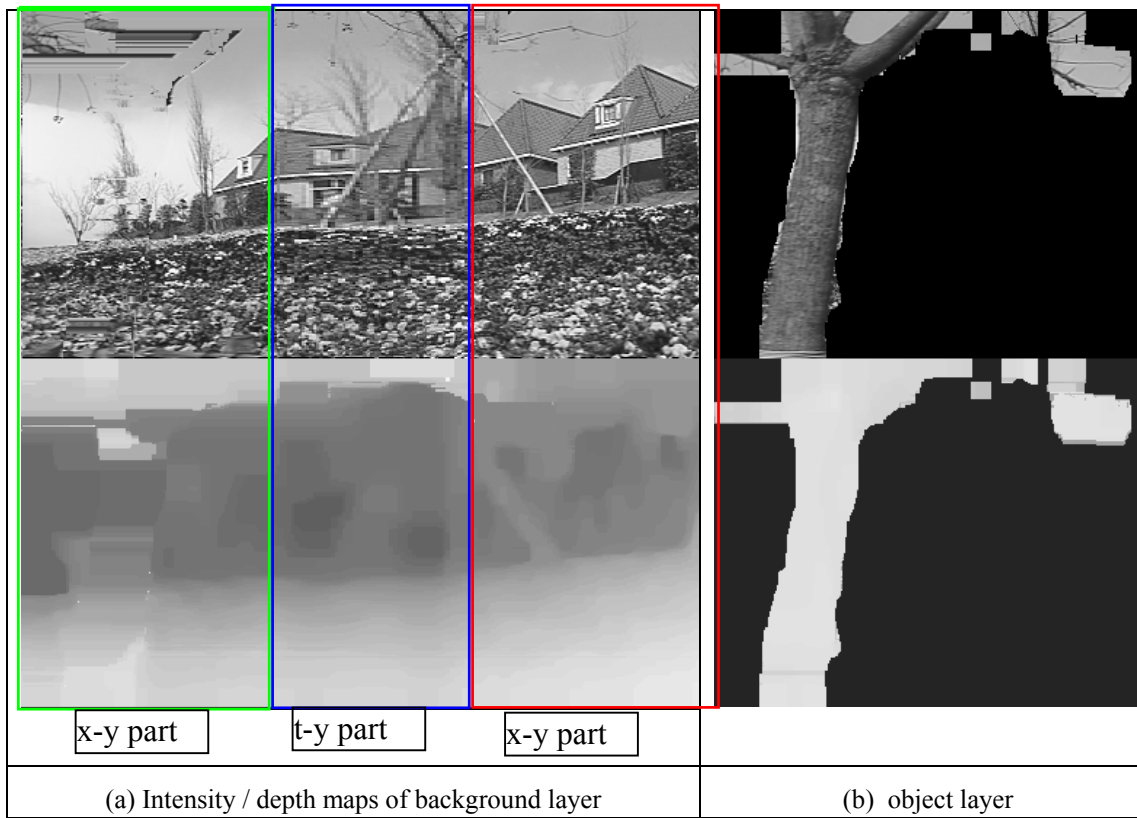 x-y part
t-y part
x-y part
(a) Intensity / depth maps of background layer
(b) object layer